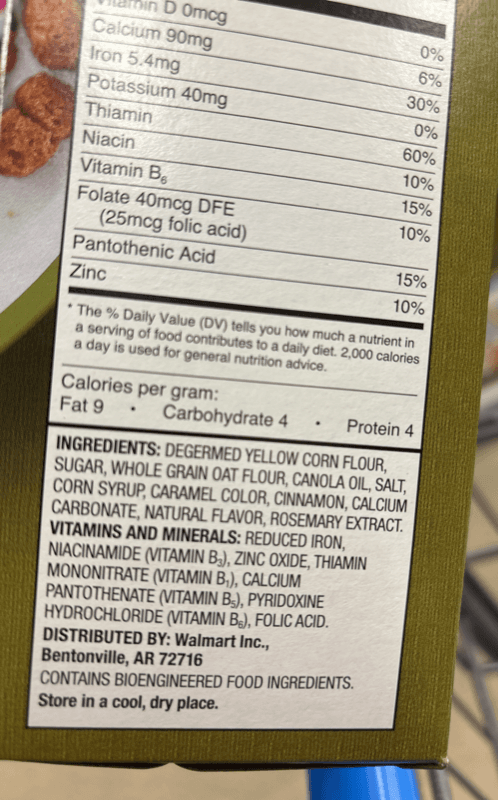 Vitamin D 0mcg 0%
Calcium 90mg 6%
Iron 5.4mg 30%
Potassium 40mg 0%
Thiamin 60%
Niacin 10%
Vitamin B₆ 15%
Folate 40mcg DFE 10%
(25mcg folic acid)
Pantothenic Acid 15%
Zinc 10%
* The % Daily Value (DV) tells you how much a nutrient in
a serving of food contributes to a daily diet. 2,000 calories
a day is used for general nutrition advice.
Calories per gram:
Fat 9 • Carbohydrate 4 • Protein 4
INGREDIENTS: DEGERMED YELLOW CORN FLOUR,
SUGAR, WHOLE GRAIN OAT FLOUR, CANOLA OIL, SALT,
CORN SYRUP, CARAMEL COLOR, CINNAMON, CALCIUM
CARBONATE, NATURAL FLAVOR, ROSEMARY EXTRACT.
VITAMINS AND MINERALS: REDUCED IRON,
NIACINAMIDE (VITAMIN B₃), ZINC OXIDE, THIAMIN
MONONITRATE (VITAMIN B₁), CALCIUM
PANTOTHENATE (VITAMIN B₅), PYRIDOXINE
HYDROCHLORIDE (VITAMIN B₆), FOLIC ACID.
DISTRIBUTED BY: Walmart Inc.,
Bentonville, AR 72716
CONTAINS BIOENGINEERED FOOD INGREDIENTS.
Store in a cool, dry place.